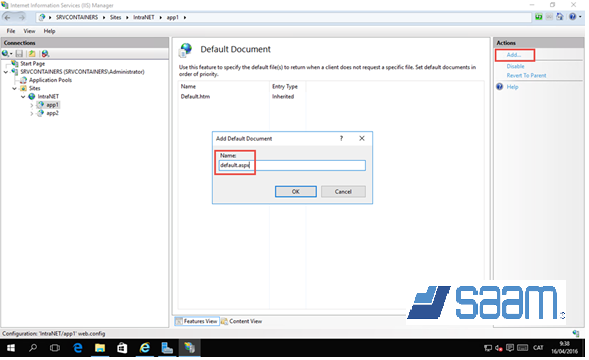 Internet Information Services (IIS) Manager
SRVCONTAINERS ▸ Sites ▸ IntraNET ▸ app1 ▸
File View Help
Connections
Start Page
SRVCONTAINERS (SRVCONTAINERS\Administrator)
Application Pools
Sites
IntraNET
app1
app2
Default Document
Use this feature to specify the default file(s) to return when a client does not request a specific file. Set default documents in
order of priority.
Name Entry Type
Default.htm Inherited
Add Default Document ?
Name:
default.aspx
OK Cancel
Features View Content View
Actions
Add...
Disable
Revert To Parent
Help
saam
Configuration: 'IntraNET/app1' web.config
CAT
9:38
16/04/2016